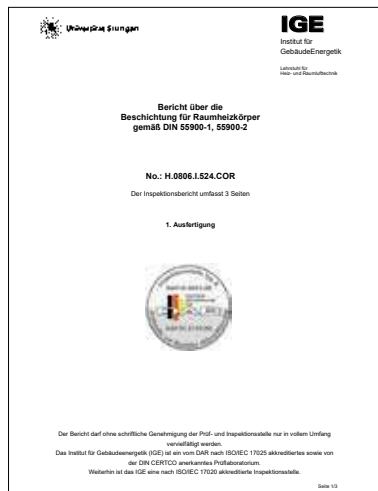 IGE
Institut für
GebäudeEnergetik
Lehrstuhl für
Heiz- und Raumlufttechnik
Bericht über die
Beschichtung für Raumheizkörper
gemäß DIN 55900-1, 55900-2
No.: H.0806.I.524.COR
Der Inspektionsbericht umfasst 3 Seiten
1. Ausfertigung
Der Bericht darf ohne schriftliche Genehmigung der Prüf- und Inspektionsstelle nur in vollem Umfang
vervielfältigt werden.
Das Institut für Gebäudeenergetik (IGE) ist ein vom DAR nach ISO/IEC 17025 akkreditiertes sowie von
der DIN CERTCO anerkanntes Prüflaboratorium.
Weiterhin ist das IGE eine nach ISO/IEC 17020 akkreditierte Inspektionsstelle.
Seite 1/3